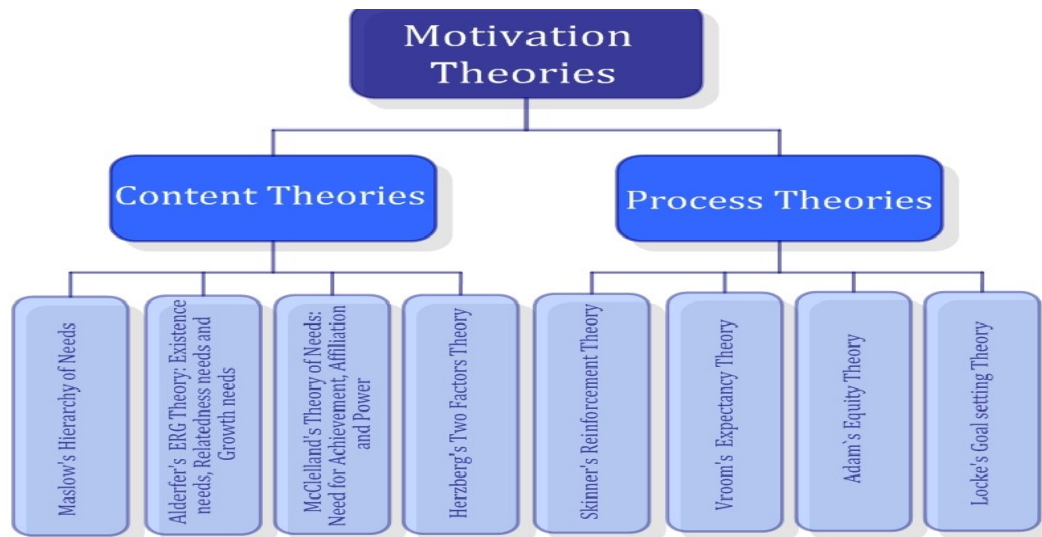 Motivation
Theories
Content Theories
Process Theories
Maslow's Hierarchy of Needs
Alderfer's ERG Theory: Existence
needs, Relatedness needs and
Growth needs
McClelland's Theory of Needs:
Need for Achievement, Affiliation
and Power
Herzberg's Two Factors Theory
Skinner's Reinforcement Theory
Vroom's Expectancy Theory
Adam`s Equity Theory
Locke's Goal setting Theory